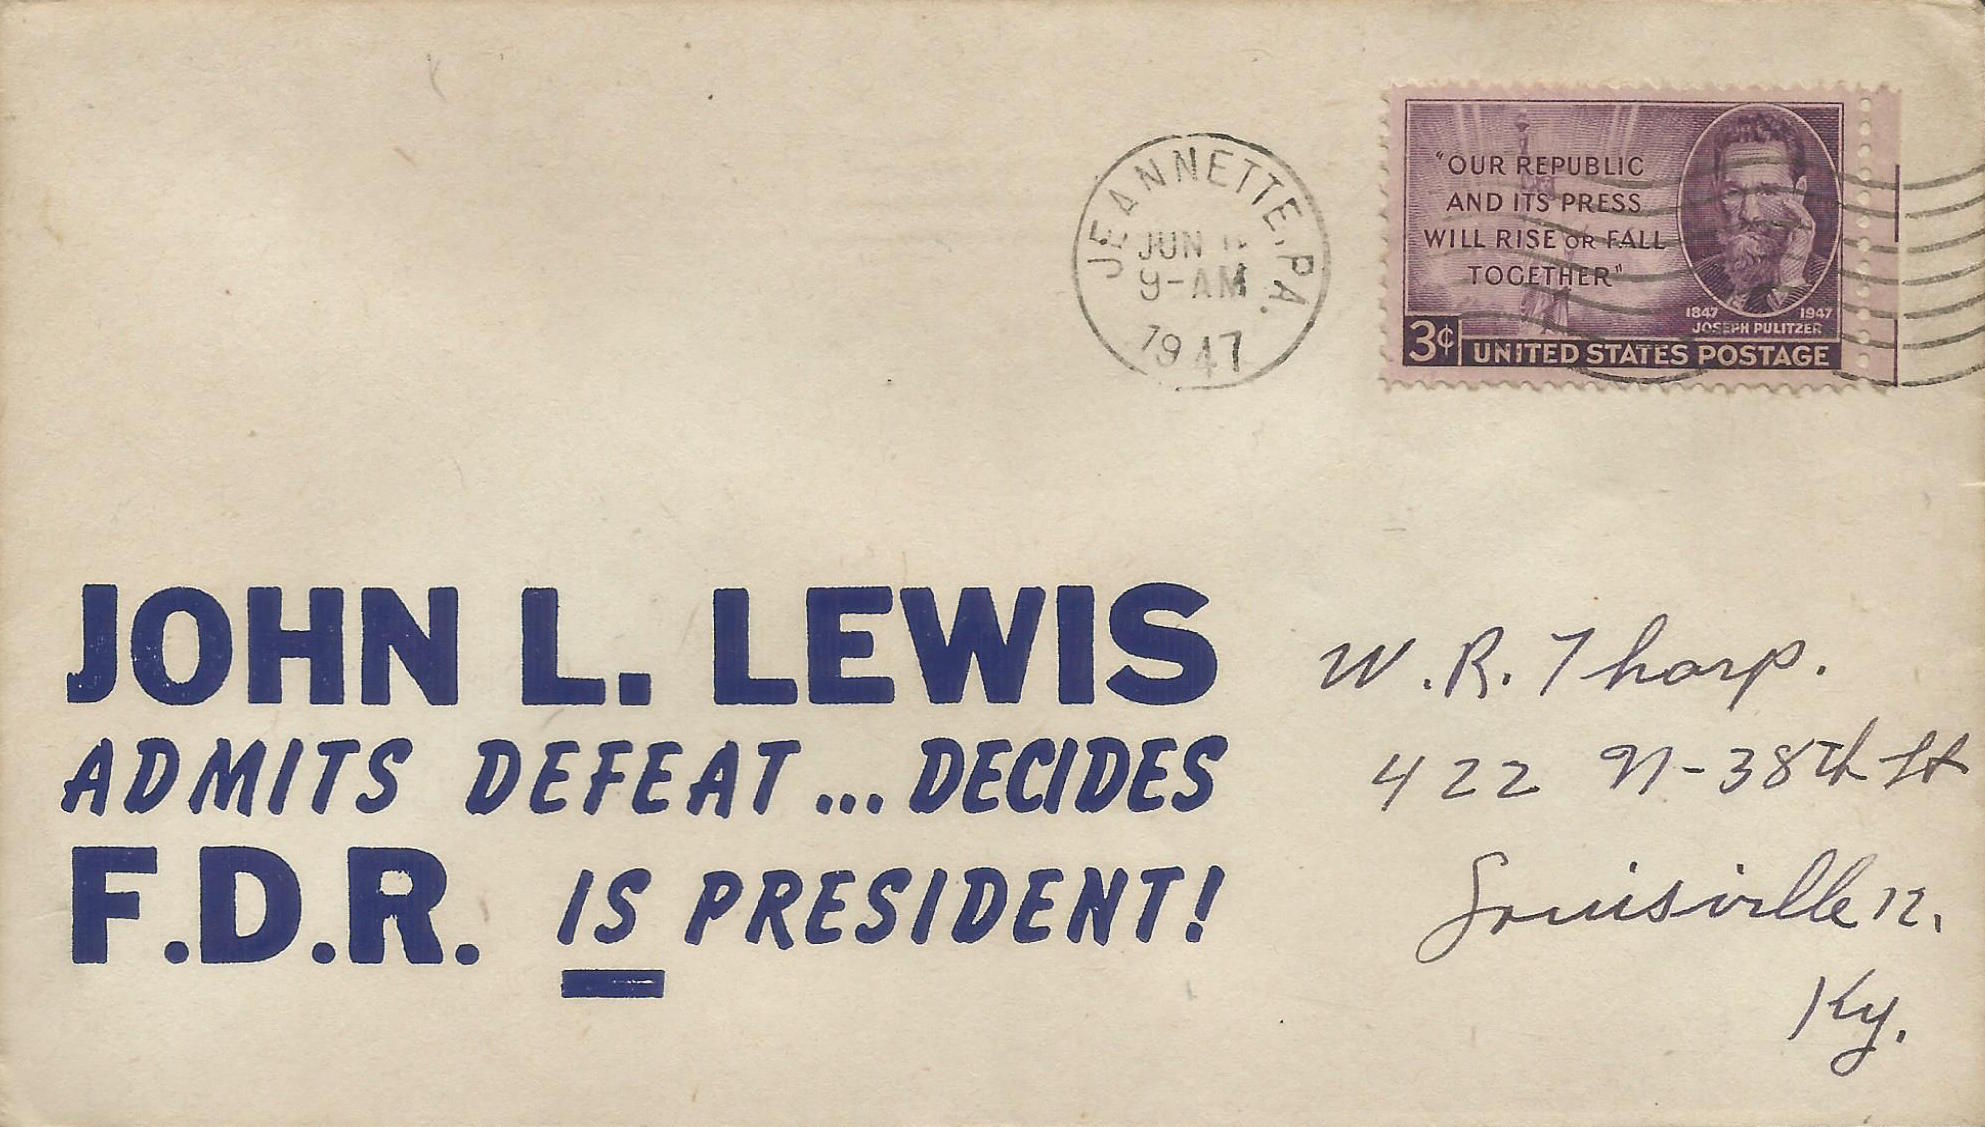 JEANNETTE, PA.
JUN
9-AM
1947
"OUR REPUBLIC
AND ITS PRESS
WILL RISE OR FALL
TOGETHER"
1847 1947
JOSEPH PULITZER
3¢ UNITED STATES POSTAGE
JOHN L. LEWIS
ADMITS DEFEAT... DECIDES
F.D.R. IS PRESIDENT!
W. R. Tharp.
422 N-38th St
Louisville 12,
Ky.